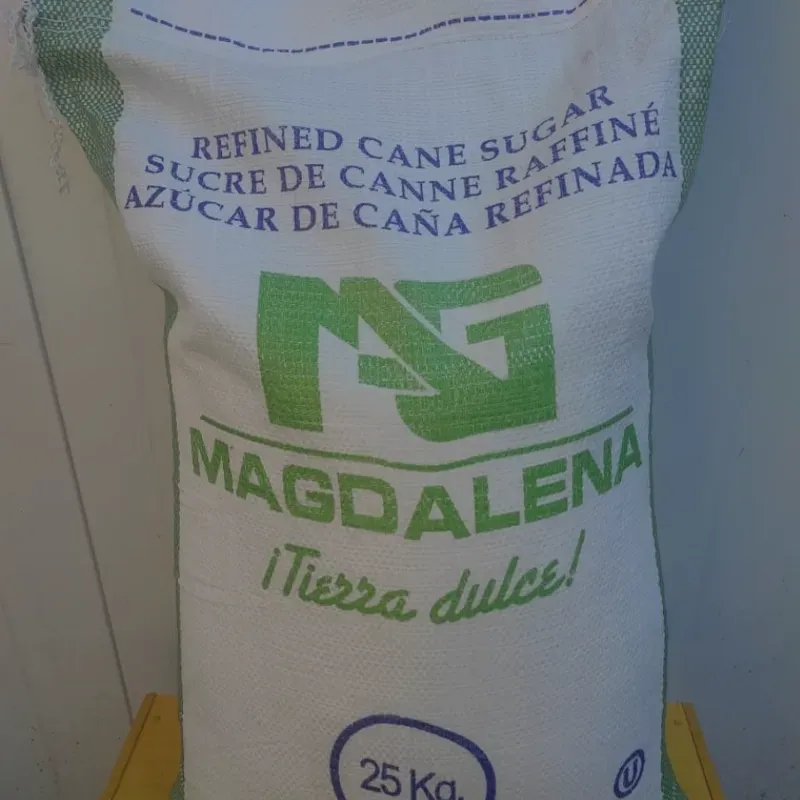 REFINED CANE SUGAR
SUCRE DE CANNE RAFFINÉ
AZÚCAR DE CAÑA REFINADA
MG
MAGDALENA
¡Tierra dulce!
25 Kg.
U